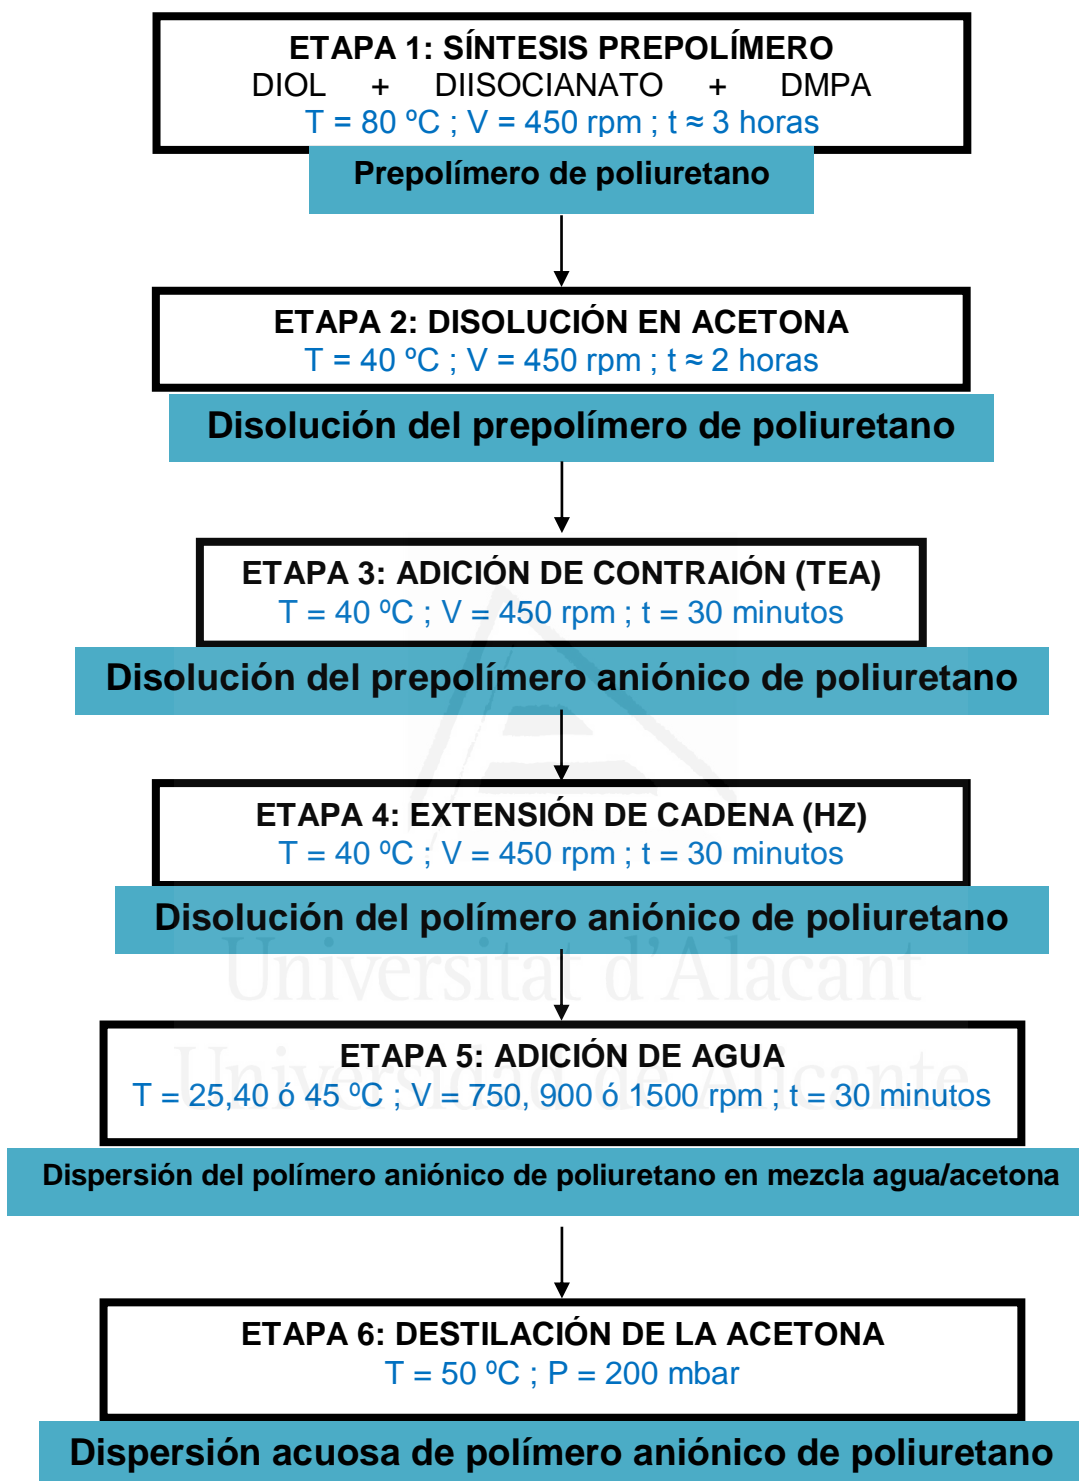 ETAPA 1: SÍNTESIS PREPOLÍMERO
DIOL + DIISOCIANATO + DMPA
T = 80 ºC ; V = 450 rpm ; t ≈ 3 horas
Prepolímero de poliuretano
ETAPA 2: DISOLUCIÓN EN ACETONA
T = 40 ºC ; V = 450 rpm ; t ≈ 2 horas
Disolución del prepolímero de poliuretano
ETAPA 3: ADICIÓN DE CONTRAIÓN (TEA)
T = 40 ºC ; V = 450 rpm ; t = 30 minutos
Disolución del prepolímero aniónico de poliuretano
ETAPA 4: EXTENSIÓN DE CADENA (HZ)
T = 40 ºC ; V = 450 rpm ; t = 30 minutos
Disolución del polímero aniónico de poliuretano
Universitat d'Alacant
ETAPA 5: ADICIÓN DE AGUA
Universidad de Alicante
T = 25,40 ó 45 ºC ; V = 750, 900 ó 1500 rpm ; t = 30 minutos
Dispersión del polímero aniónico de poliuretano en mezcla agua/acetona
ETAPA 6: DESTILACIÓN DE LA ACETONA
T = 50 ºC ; P = 200 mbar
Dispersión acuosa de polímero aniónico de poliuretano